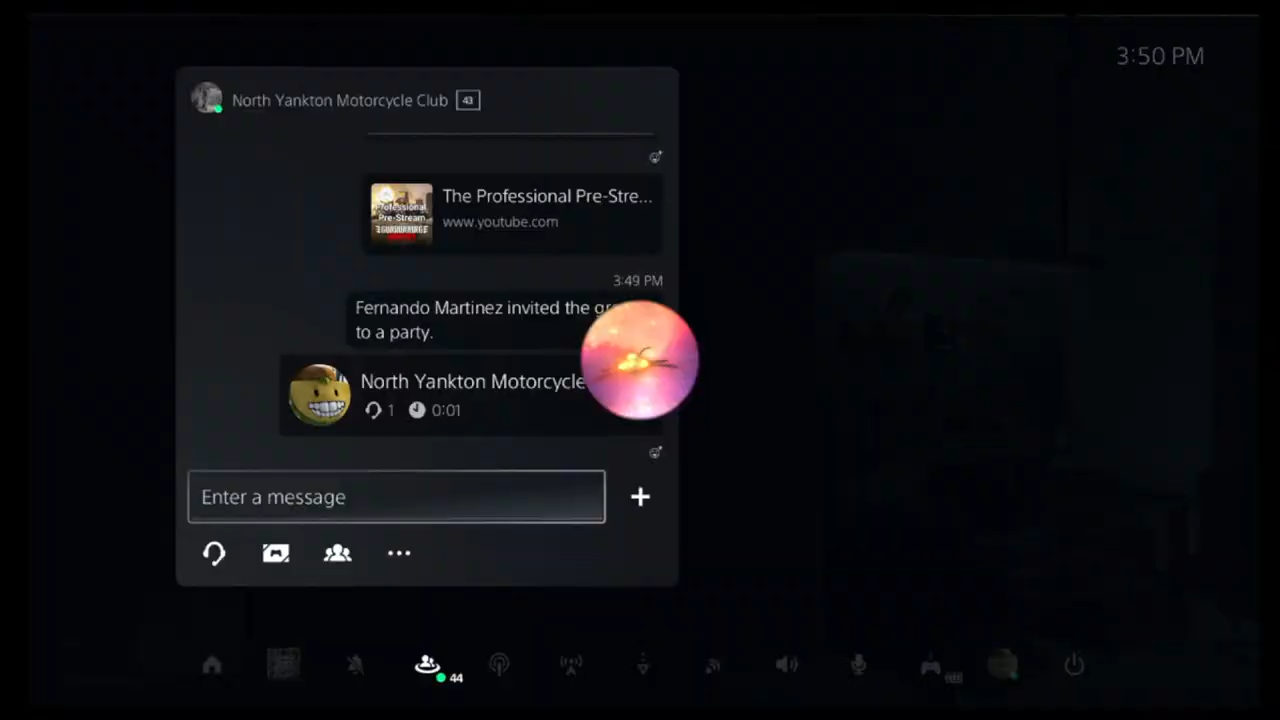 3:50 PM
North Yankton Motorcycle Club 43
The Professional Pre-Stre...
www.youtube.com
Professional
Pre-Stream
3:49 PM
Fernando Martinez invited the gr
to a party.
North Yankton Motorcycle
1 0:01
Enter a message
44